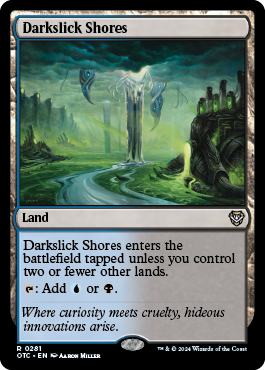 Darkslick Shores
Land
Darkslick Shores enters the
battlefield tapped unless you control
two or fewer other lands.
: Add or .
Where curiosity meets cruelty, hideous
innovations arise.
R 0281
OTC • EN Aaron Miller
™ & © 2024 Wizards of the Coast